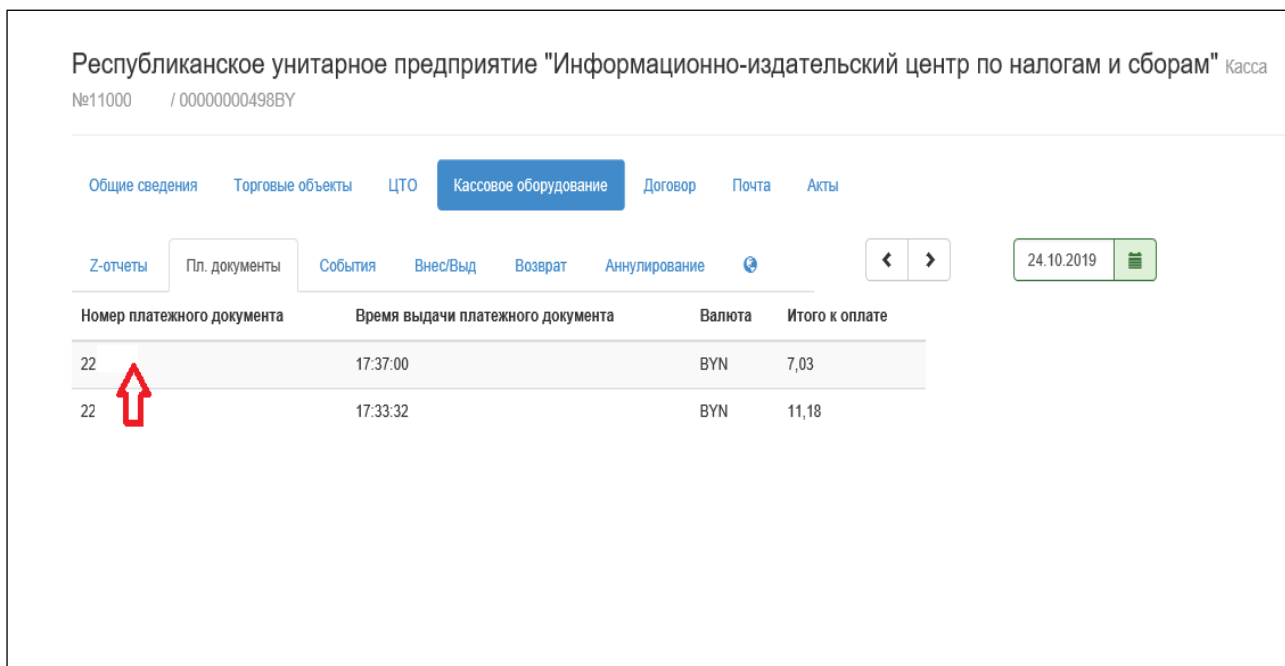 Республиканское унитарное предприятие "Информационно-издательский центр по налогам и сборам" Касса
№11000 / 00000000498BY
Общие сведения Торговые объекты ЦТО Кассовое оборудование Договор Почта Акты
Z-отчеты Пл. документы События Внес/Выд Возврат Аннулирование 24.10.2019
Номер платежного документа Время выдачи платежного документа Валюта Итого к оплате
22 17:37:00 BYN 7,03
22 17:33:32 BYN 11,18